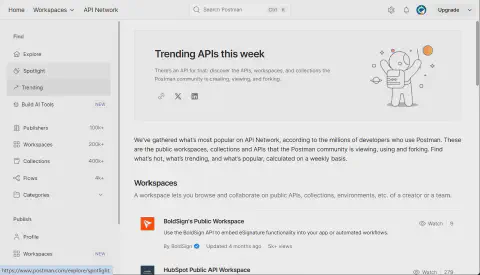 Home Workspaces API Network Search Postman Ctrl K Upgrade
Find
Explore
Spotlight
Trending
Build AI Tools NEW
Publishers 100k+
Workspaces 200k+
Collections 400k+
Flows 4k+
Categories
Publish
Profile
Workspaces NEW
https://www.postman.com/explore/spotlight
Trending APIs this week
There's an API for that: discover the APIs, workspaces, and collections the
Postman community is creating, viewing, and forking.
We've gathered what's most popular on API Network, according to the millions of developers who use Postman. These
are the public workspaces, collections and APIs that the Postman community is viewing, using and forking. Find
what's hot, what's trending, and what's popular, calculated on a weekly basis.
Workspaces
A workspace lets you browse and collaborate on public APIs, collections, environments, etc. of a creator or a team.
BoldSign's Public Workspace
Watch 9
Use the BoldSign API to embed eSignature functionality into your app or automated workflows.
By BoldSign Updated 4 months ago 5k+ views
HubSpot Public API Workspace
Watch 279